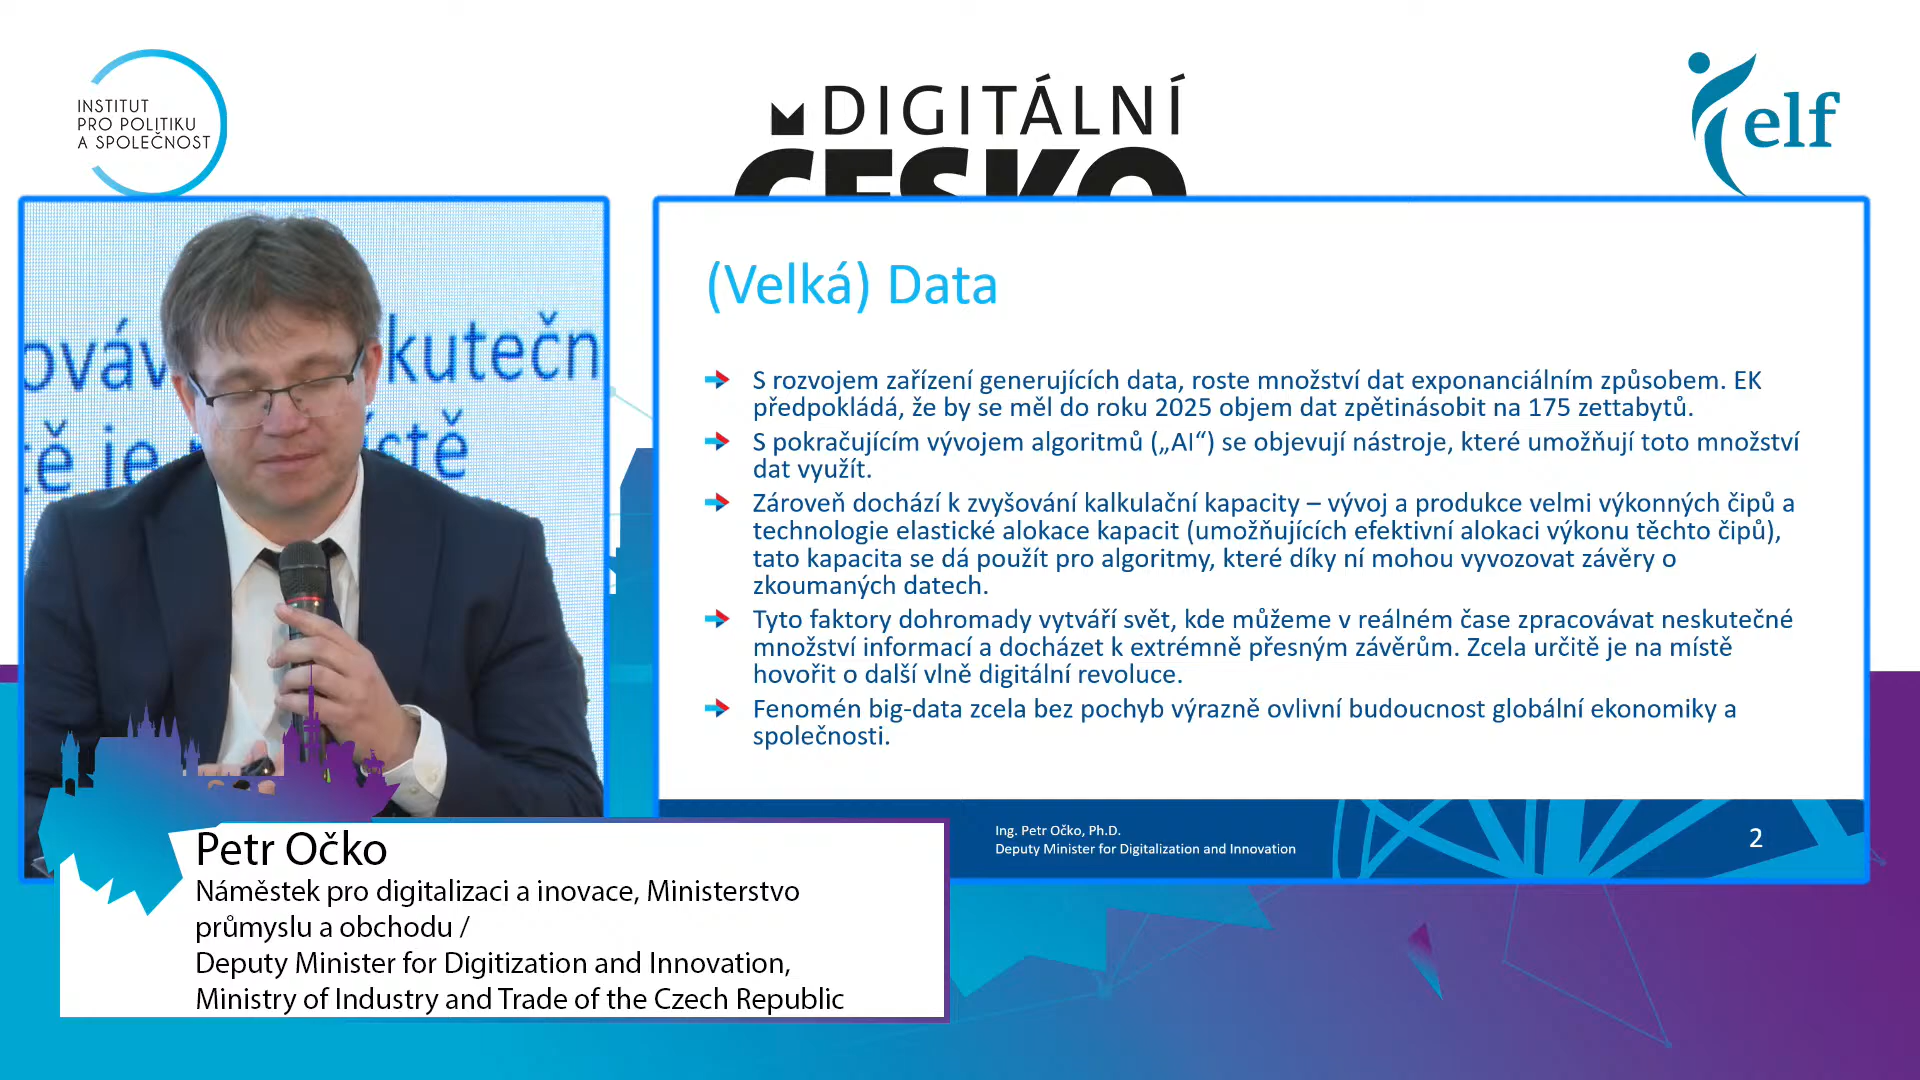 INSTITUT
PRO POLITIKU
A SPOLEČNOST
DIGITÁLNÍ
ČESKO
elf
ováv kutečn
tě je místě
(Velká) Data
S rozvojem zařízení generujících data, roste množství dat exponanciálním způsobem. EK
předpokládá, že by se měl do roku 2025 objem dat zpětinásobit na 175 zettabytů.
S pokračujícím vývojem algoritmů („AI“) se objevují nástroje, které umožňují toto množství
dat využít.
Zároveň dochází k zvyšování kalkulační kapacity – vývoj a produkce velmi výkonných čipů a
technologie elastické alokace kapacit (umožňujících efektivní alokaci výkonu těchto čipů),
tato kapacita se dá použít pro algoritmy, které díky ní mohou vyvozovat závěry o
zkoumaných datech.
Tyto faktory dohromady vytváří svět, kde můžeme v reálném čase zpracovávat neskutečné
množství informací a docházet k extrémně přesným závěrům. Zcela určitě je na místě
hovořit o další vlně digitální revoluce.
Fenomén big-data zcela bez pochyb výrazně ovlivní budoucnost globální ekonomiky a
společnosti.
Ing. Petr Očko, Ph.D.
Deputy Minister for Digitalization and Innovation
2
Petr Očko
Náměstek pro digitalizaci a inovace, Ministerstvo
průmyslu a obchodu /
Deputy Minister for Digitization and Innovation,
Ministry of Industry and Trade of the Czech Republic